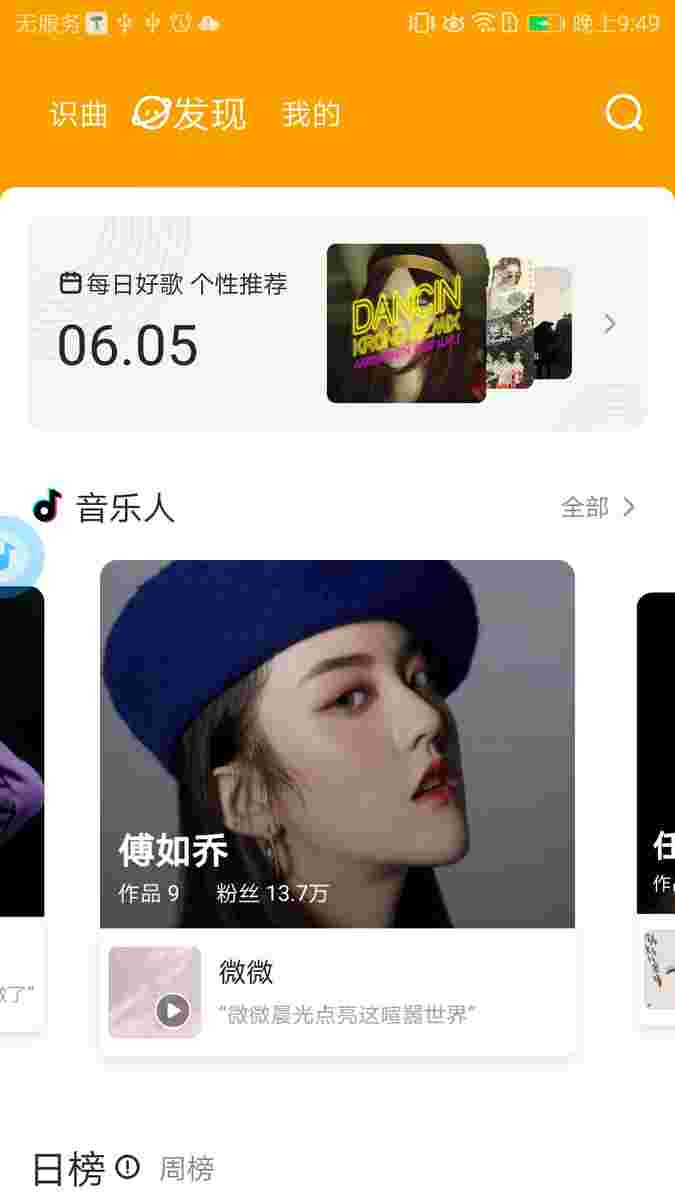 无服务
晚上9:49
识曲 发现 我的
每日好歌 个性推荐
06.05
DANCIN
KRONO REMIX
音乐人
全部
傅如乔
作品 9 粉丝 13.7万
微微
“微微晨光点亮这喧嚣世界”
了”
日榜 周榜